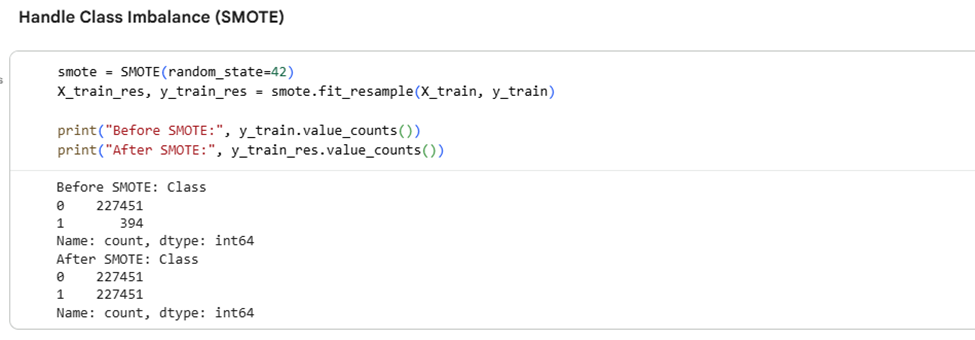 Handle Class Imbalance (SMOTE)
smote = SMOTE(random_state=42)
X_train_res, y_train_res = smote.fit_resample(X_train, y_train)
print("Before SMOTE:", y_train.value_counts())
print("After SMOTE:", y_train_res.value_counts())
Before SMOTE: Class
0    227451
1       394
Name: count, dtype: int64
After SMOTE: Class
0    227451
1    227451
Name: count, dtype: int64